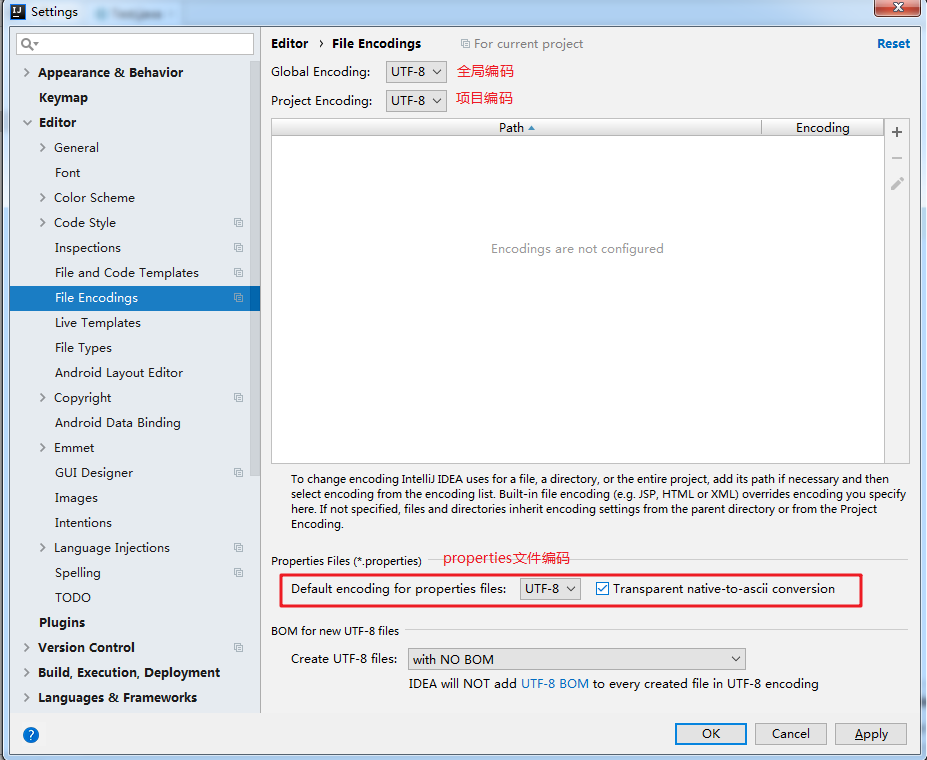 Settings
Editor › File Encodings For current project Reset
Global Encoding: UTF-8 全局编码
Project Encoding: UTF-8 项目编码
Path Encoding
Encodings are not configured
Appearance & Behavior
Keymap
Editor
General
Font
Color Scheme
Code Style
Inspections
File and Code Templates
File Encodings
Live Templates
File Types
Android Layout Editor
Copyright
Android Data Binding
Emmet
GUI Designer
Images
Intentions
Language Injections
Spelling
TODO
Plugins
Version Control
Build, Execution, Deployment
Languages & Frameworks
To change encoding IntelliJ IDEA uses for a file, a directory, or the entire project, add its path if necessary and then
select encoding from the encoding list. Built-in file encoding (e.g. JSP, HTML or XML) overrides encoding you specify
here. If not specified, files and directories inherit encoding settings from the parent directory or from the Project
Encoding.
Properties Files (*.properties) properties文件编码
Default encoding for properties files: UTF-8 Transparent native-to-ascii conversion
BOM for new UTF-8 files
Create UTF-8 files: with NO BOM
IDEA will NOT add UTF-8 BOM to every created file in UTF-8 encoding
? OK Cancel Apply